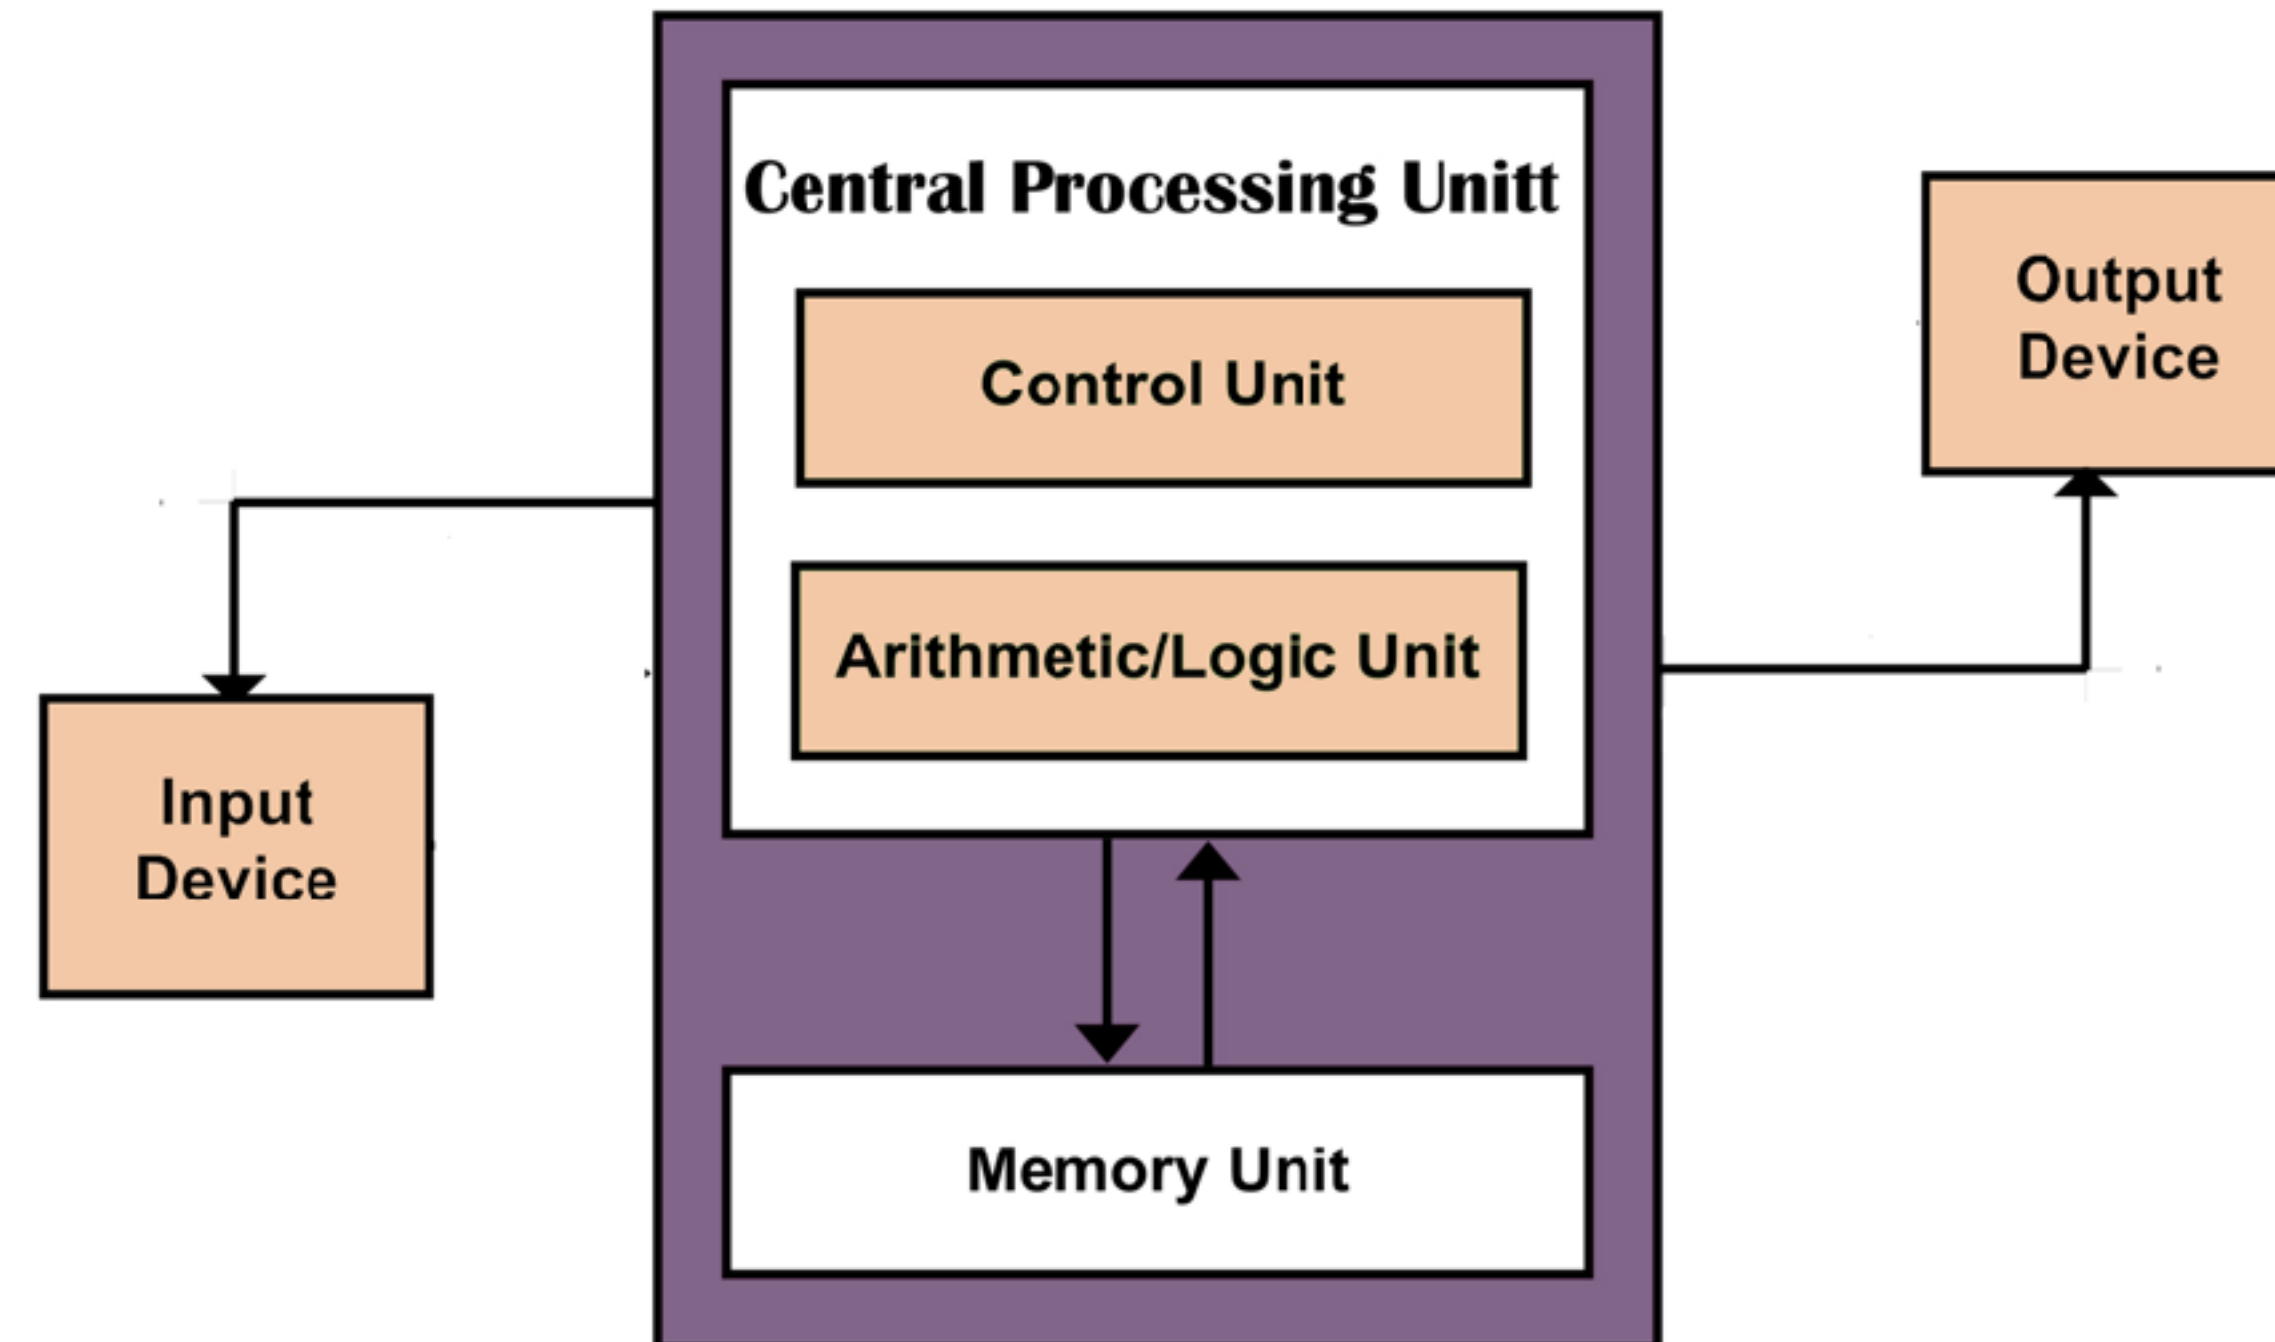 Central Processing Unitt
Control Unit
Arithmetic/Logic Unit
Memory Unit
Input
Device
Output
Device